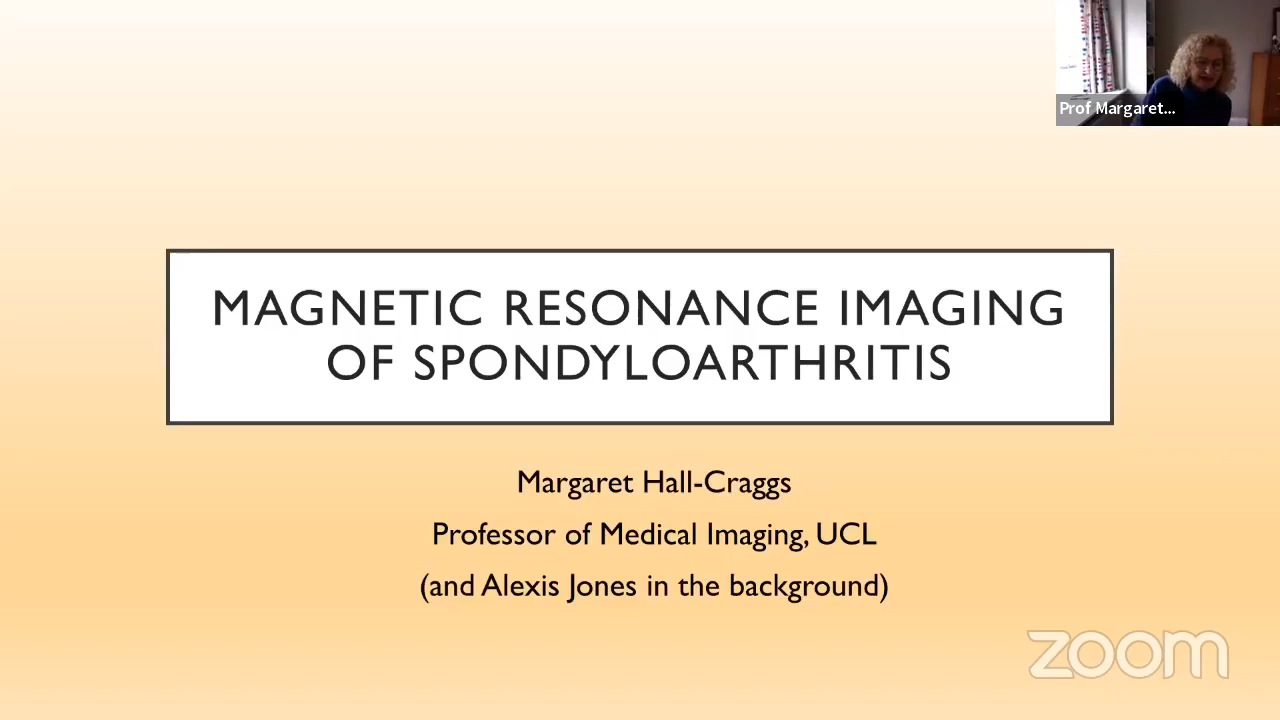 Prof Margaret...
MAGNETIC RESONANCE IMAGING
OF SPONDYLOARTHRITIS
Margaret Hall-Craggs
Professor of Medical Imaging, UCL
(and Alexis Jones in the background)
zoom